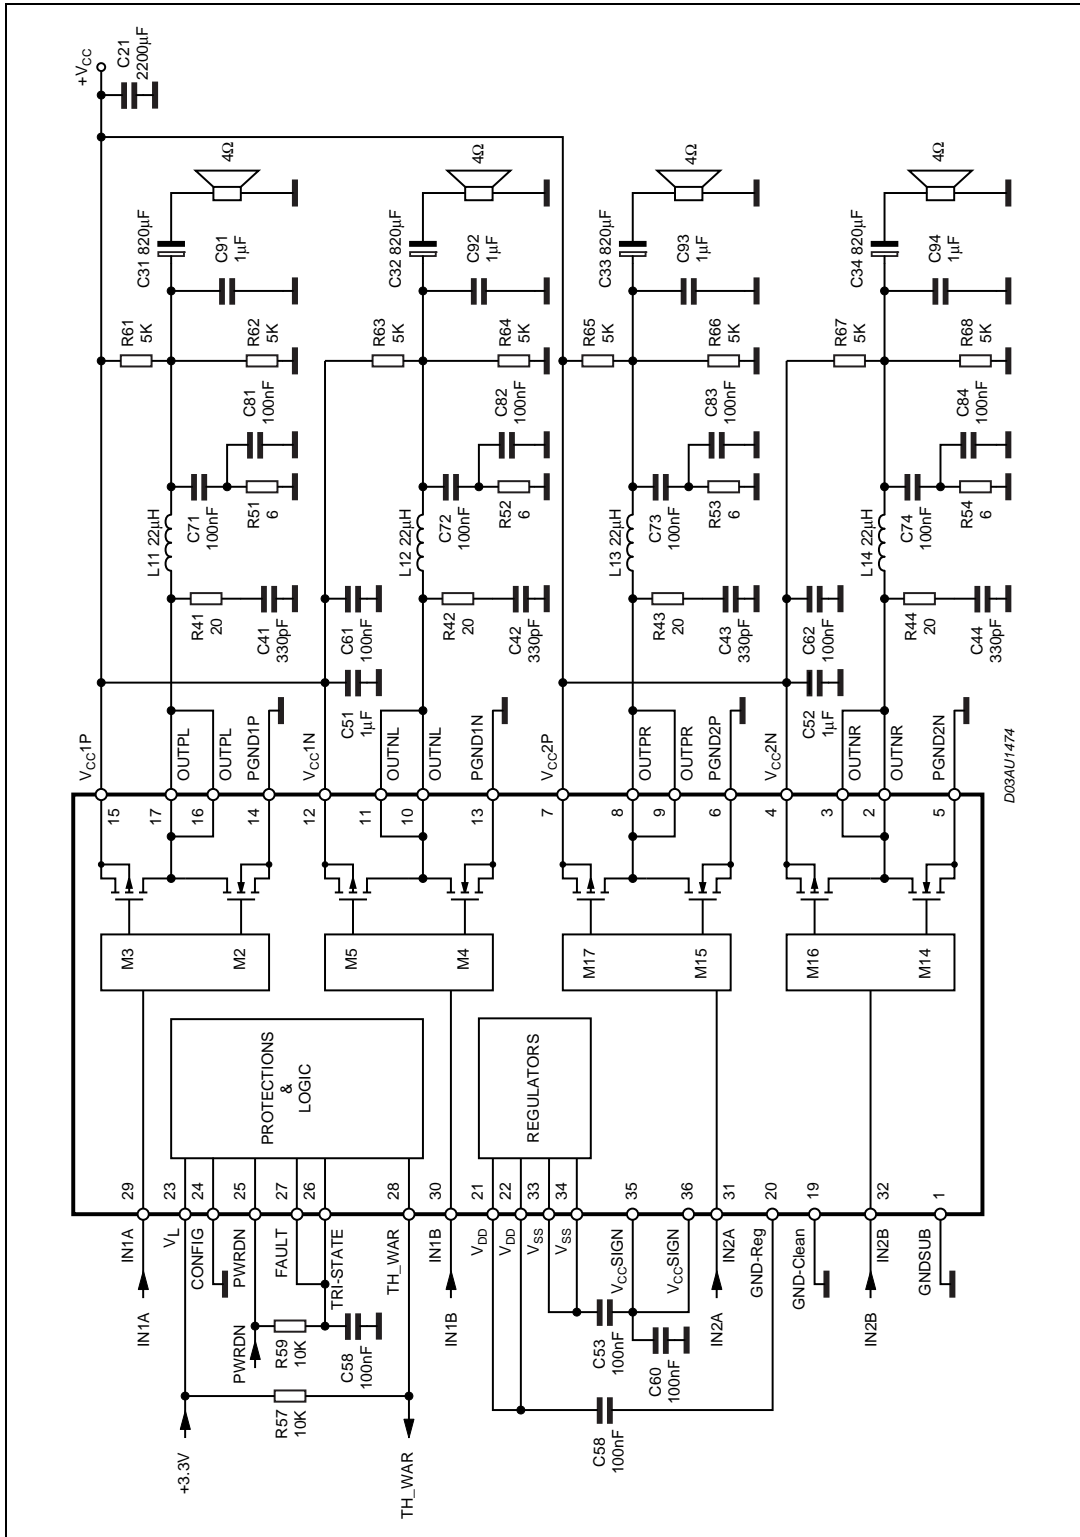 +VCC
C21
2200µF
4Ω
C31 820µF
C91
1µF
R61
5K
R62
5K
C81
100nF
L11 22µH
C71
100nF
R51
6
R41
20
C41
330pF
4Ω
C32 820µF
C92
1µF
R63
5K
R64
5K
C82
100nF
L12 22µH
C72
100nF
R52
6
C61
100nF
R42
20
C42
330pF
C51
1µF
4Ω
C33 820µF
C93
1µF
R65
5K
R66
5K
C83
100nF
L13 22µH
C73
100nF
R53
6
R43
20
C43
330pF
4Ω
C34 820µF
C94
1µF
R67
5K
R68
5K
C84
100nF
L14 22µH
C74
100nF
R54
6
C62
100nF
R44
20
C44
330pF
C52
1µF
VCC1P
OUTPL
OUTPL
PGND1P
VCC1N
OUTNL
OUTNL
PGND1N
VCC2P
OUTPR
OUTPR
PGND2P
VCC2N
OUTNR
OUTNR
PGND2N
D03AU1474
15
17
16
14
12
11
10
13
7
8
9
6
4
3
2
5
M3
M2
M5
M4
M17
M15
M16
M14
PROTECTIONS
&
LOGIC
REGULATORS
29
23
24
25
27
26
28
30
21
22
33
34
35
36
31
20
19
32
1
IN1A
VL
CONFIG
PWRDN
FAULT
TRI-STATE
TH_WAR
IN1B
VDD
VDD
VSS
VSS
VCCSIGN
VCCSIGN
IN2A
GND-Reg
GND-Clean
IN2B
GNDSUB
IN1A
PWRDN
R59
10K
C58
100nF
IN1B
C53
100nF
C60
100nF
IN2A
IN2B
R57
10K
C58
100nF
+3.3V
TH_WAR